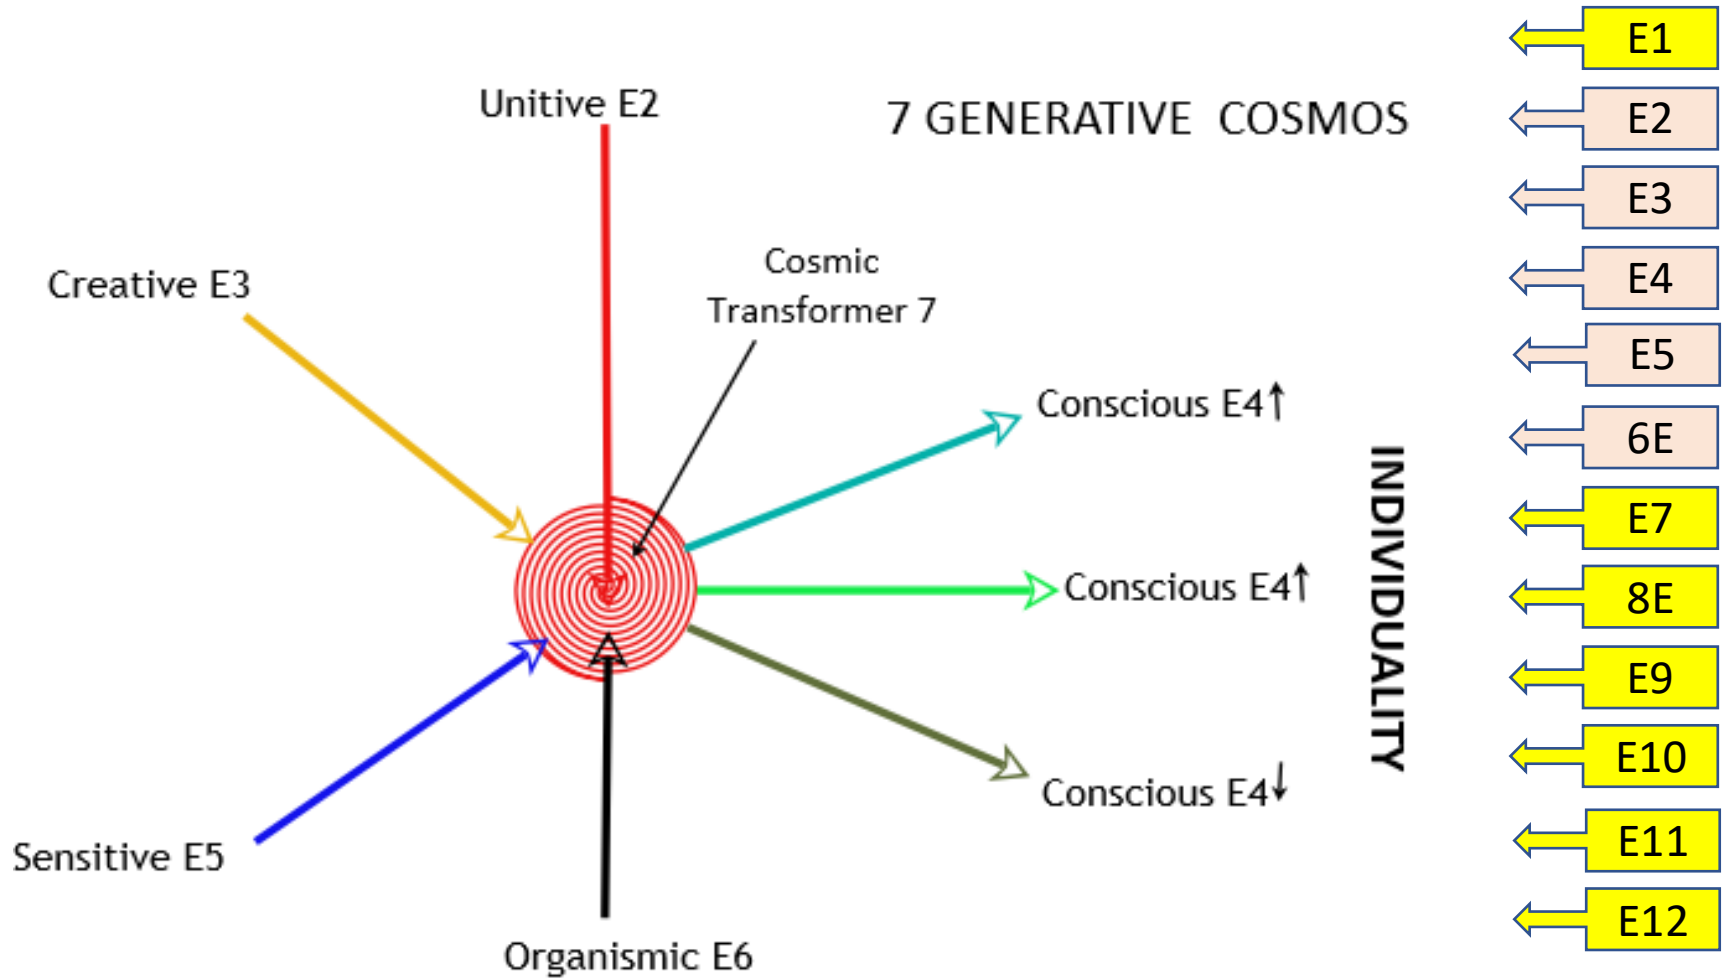 Unitive E2
7 GENERATIVE COSMOS
Creative E3
Cosmic
Transformer 7
Conscious E4↑
Conscious E4↑
Conscious E4↓
INDIVIDUALITY
Sensitive E5
Organismic E6
E1
E2
E3
E4
E5
6E
E7
8E
E9
E10
E11
E12